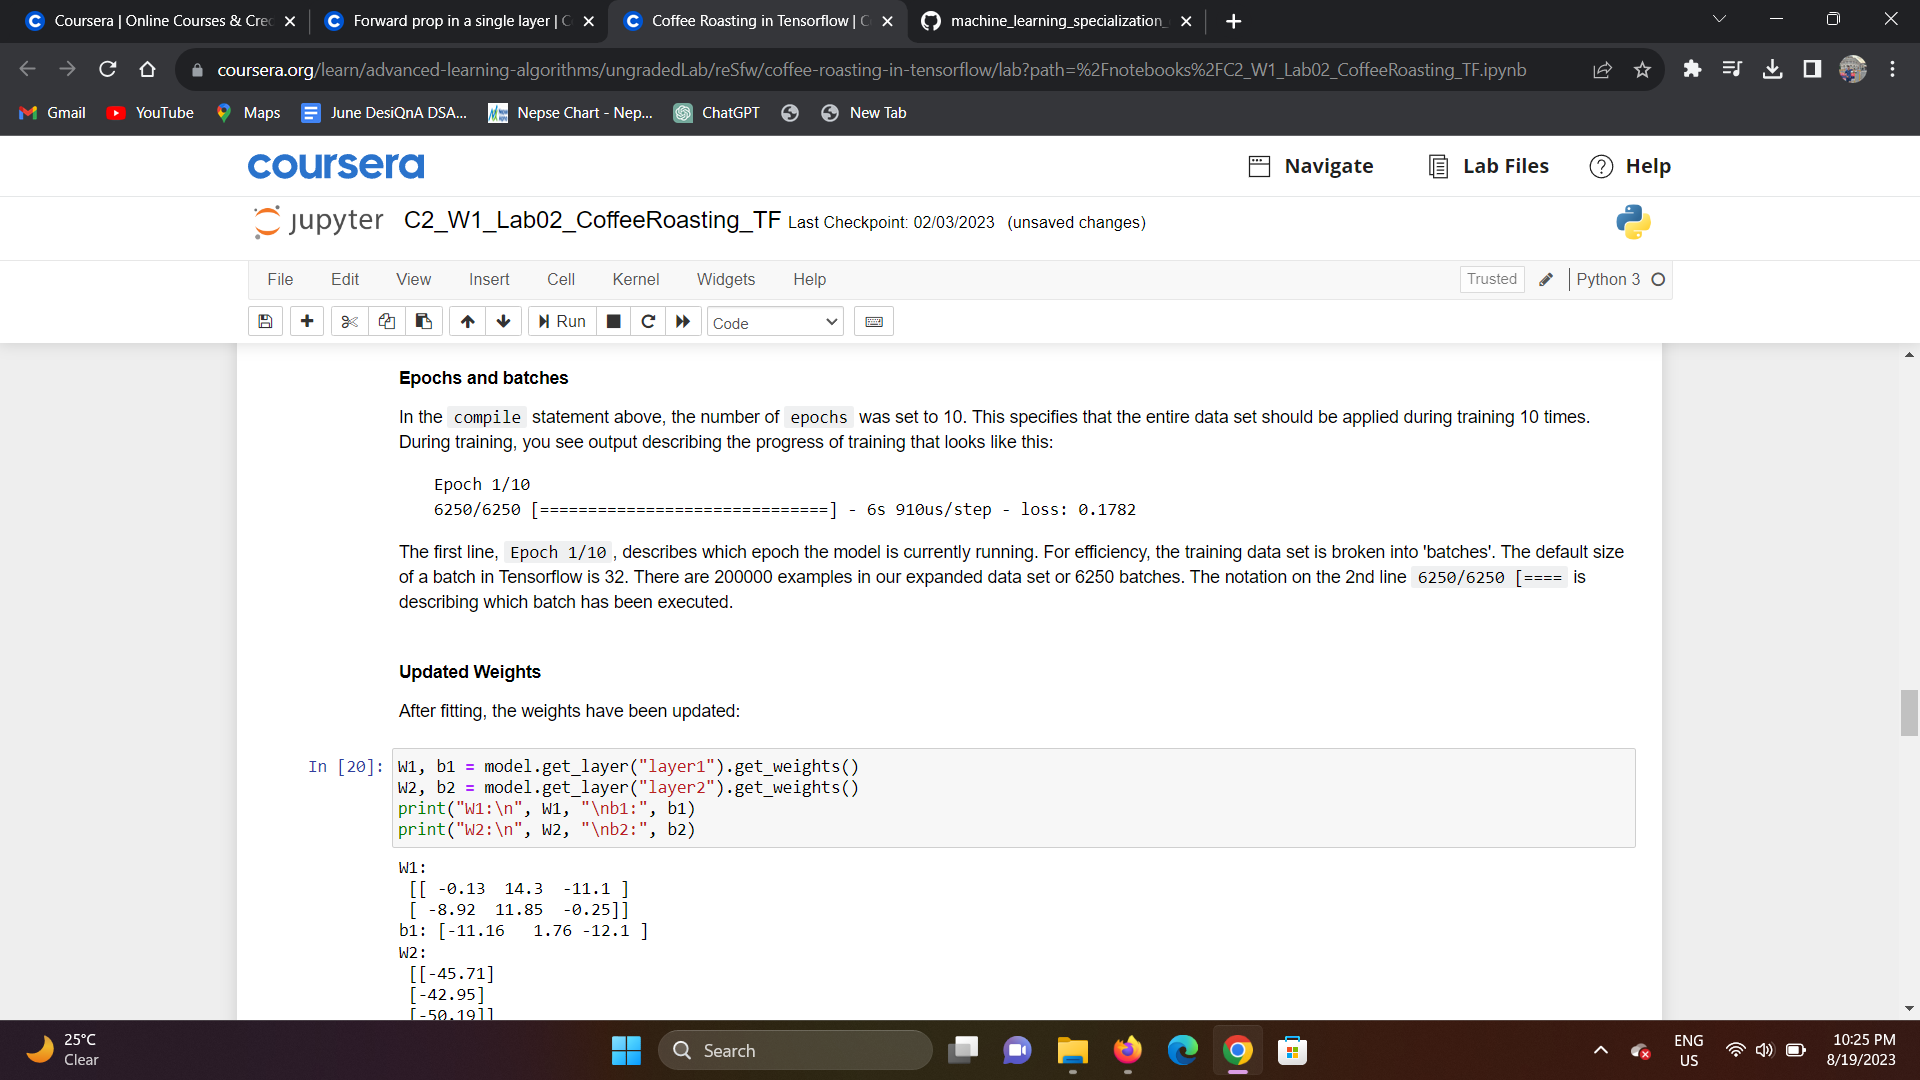 Coursera | Online Courses & Cre
Forward prop in a single layer | C
Coffee Roasting in Tensorflow | C
machine_learning_specialization_
coursera.org/learn/advanced-learning-algorithms/ungradedLab/reSfw/coffee-roasting-in-tensorflow/lab?path=%2Fnotebooks%2FC2_W1_Lab02_CoffeeRoasting_TF.ipynb
Gmail YouTube Maps June DesiQnA DSA... Nepse Chart - Nep... ChatGPT New Tab
coursera Navigate Lab Files Help
jupyter C2_W1_Lab02_CoffeeRoasting_TF Last Checkpoint: 02/03/2023 (unsaved changes)
File Edit View Insert Cell Kernel Widgets Help Trusted Python 3
Run Code
Epochs and batches
In the compile statement above, the number of epochs was set to 10. This specifies that the entire data set should be applied during training 10 times.
During training, you see output describing the progress of training that looks like this:
Epoch 1/10
6250/6250 [==============================] - 6s 910us/step - loss: 0.1782
The first line, Epoch 1/10 , describes which epoch the model is currently running. For efficiency, the training data set is broken into 'batches'. The default size
of a batch in Tensorflow is 32. There are 200000 examples in our expanded data set or 6250 batches. The notation on the 2nd line 6250/6250 [==== is
describing which batch has been executed.
Updated Weights
After fitting, the weights have been updated:
In [20]: W1, b1 = model.get_layer("layer1").get_weights()
W2, b2 = model.get_layer("layer2").get_weights()
print("W1:\n", W1, "\nb1:", b1)
print("W2:\n", W2, "\nb2:", b2)
W1:
[[ -0.13 14.3 -11.1 ]
[ -8.92 11.85 -0.25]]
b1: [-11.16 1.76 -12.1 ]
W2:
[[-45.71]
[-42.95]
[-50.19]]
25°C
Clear
Search
ENG
US
10:25 PM
8/19/2023